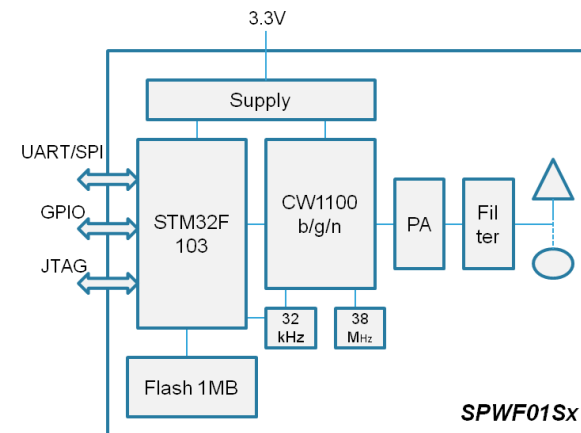 3.3V
Supply
UART/SPI
GPIO
JTAG
STM32F
103
CW1100
b/g/n
PA
Fil
ter
32
kHz
38
MHz
Flash 1MB
SPWF01Sx